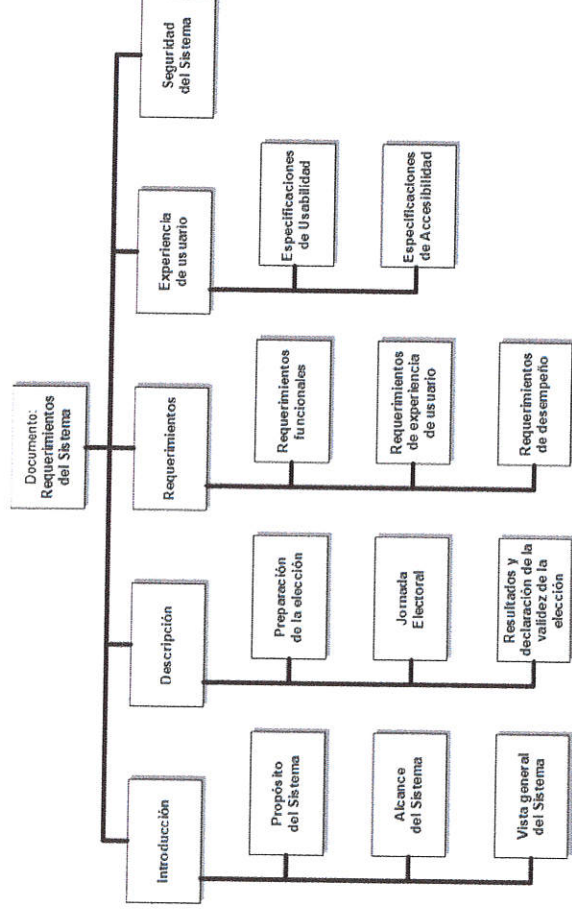 Documento:
Requerimientos
del Sistema
Introducción
Propósito
del Sistema
Alcance
del Sistema
Vista general
del Sistema
Descripción
Preparación
de la elección
Jornada
Electoral
Resultados y
declaración de la
validez de la
elección
Requerimientos
Requerimientos
funcionales
Requerimientos
de experiencia
de usuario
Requerimientos
de desempeño
Experiencia
de usuario
Especificaciones
de Usabilidad
Especificaciones
de Accesibilidad
Seguridad
del Sistema